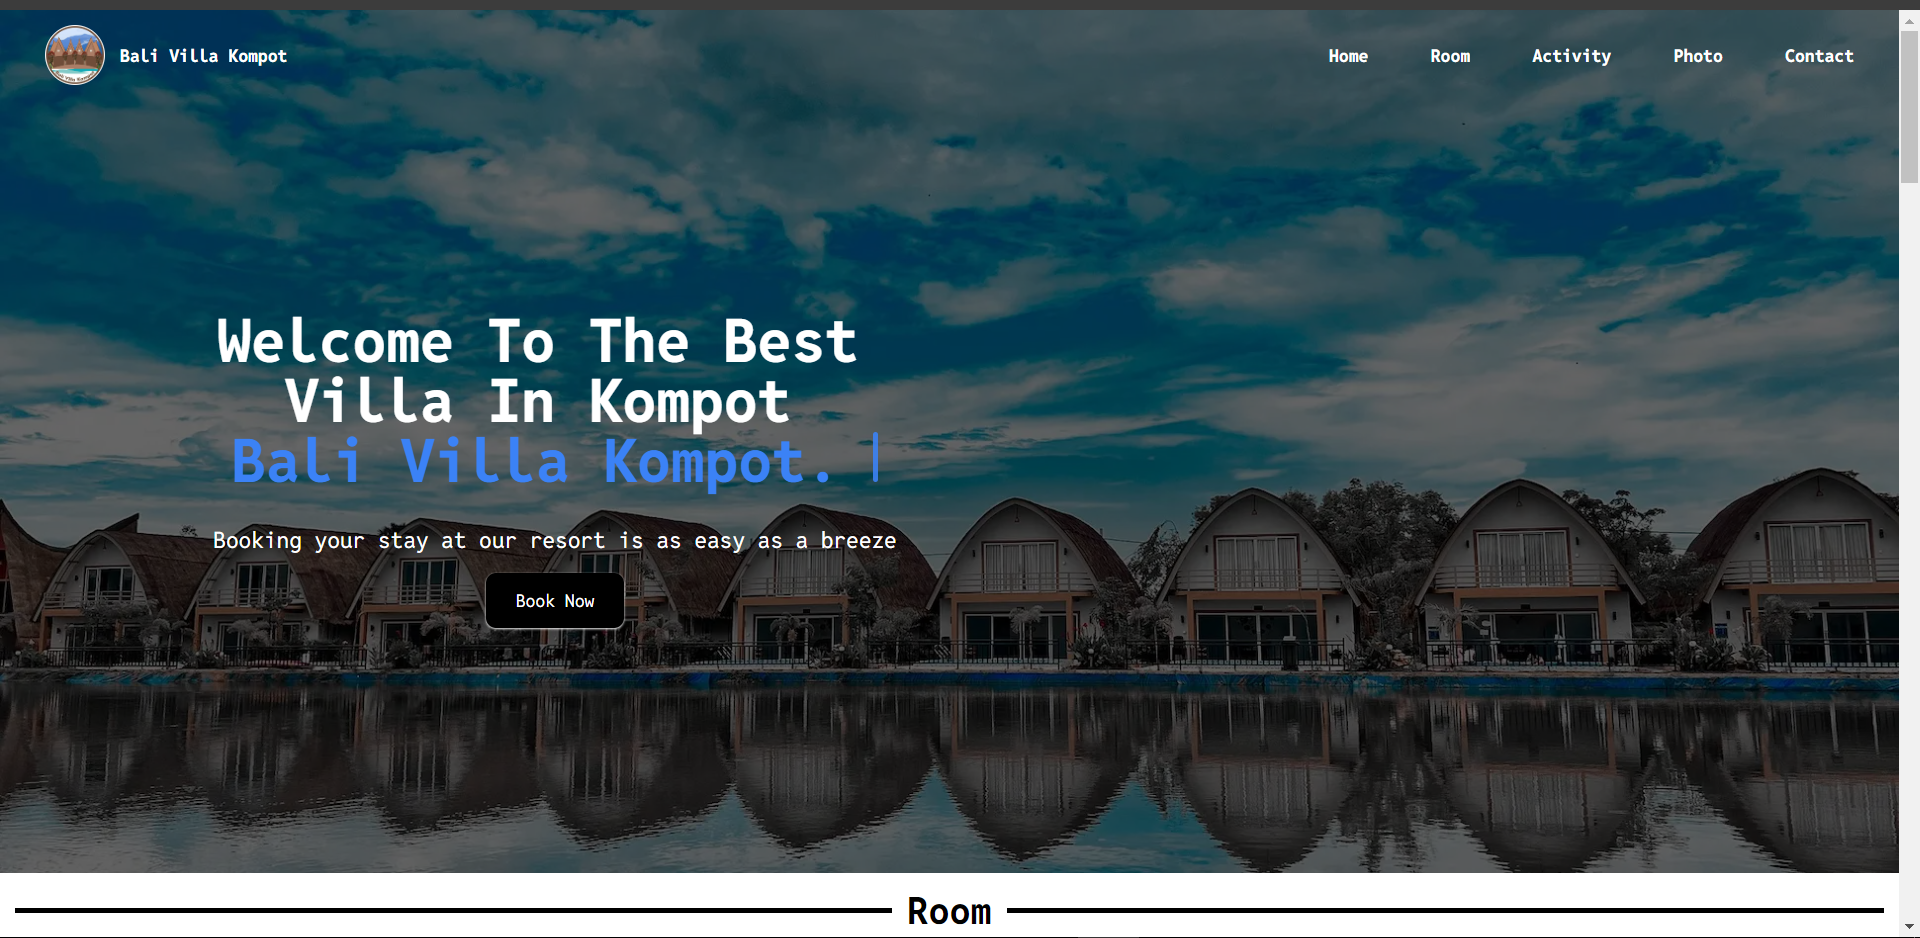 Bali Villa Kompot
Home
Room
Activity
Photo
Contact
Welcome To The Best
Villa In Kompot
Bali Villa Kompot.
Booking your stay at our resort is as easy as a breeze
Book Now
Room